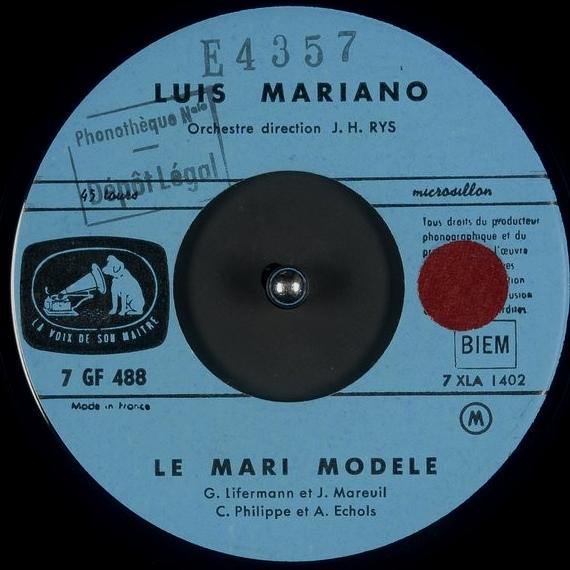 E4357
LUIS MARIANO
Orchestre direction J. H. RYS
Phonothèque Nale
Dépôt Légal
45 tours
microsillon
Tous droits du producteur
phonographique et du
l'œuvre
LA VOIX DE SON MAITRE
BIEM
7 GF 488
7 XLA 1402
Made in France
M
LE MARI MODELE
G. Lifermann et J. Mareuil
C. Philippe et A. Echols